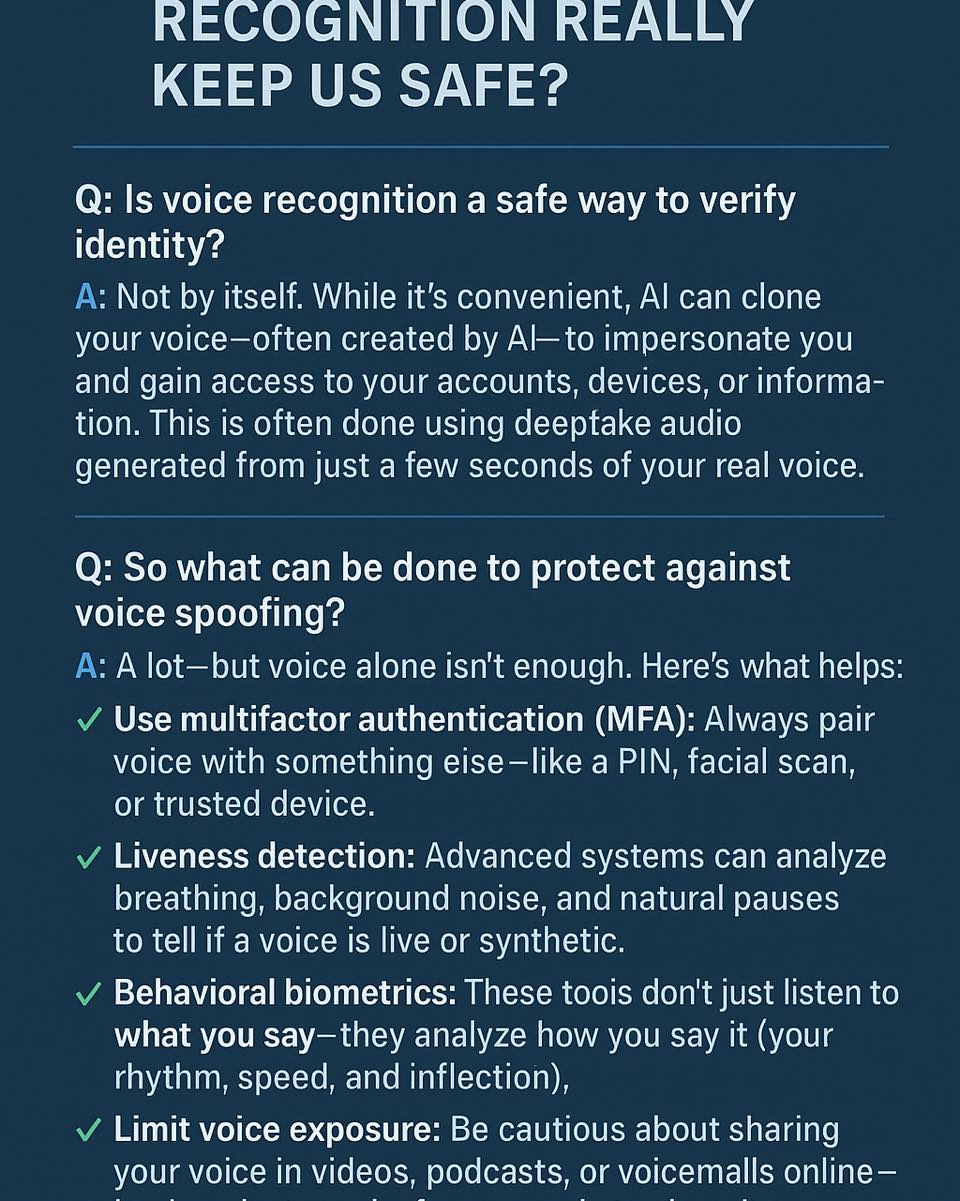 RECOGNITION REALLY
KEEP US SAFE?
Q: Is voice recognition a safe way to verify
identity?
A: Not by itself. While it’s convenient, AI can clone
your voice—often created by AI—to impersonate you
and gain access to your accounts, devices, or informa-
tion. This is often done using deeptake audio
generated from just a few seconds of your real voice.
Q: So what can be done to protect against
voice spoofing?
A: A lot—but voice alone isn't enough. Here’s what helps:
✓ Use multifactor authentication (MFA): Always pair
voice with something eise—like a PIN, facial scan,
or trusted device.
✓ Liveness detection: Advanced systems can analyze
breathing, background noise, and natural pauses
to tell if a voice is live or synthetic.
✓ Behavioral biometrics: These toois don't just listen to
what you say—they analyze how you say it (your
rhythm, speed, and inflection),
✓ Limit voice exposure: Be cautious about sharing
your voice in videos, podcasts, or voicemalls online—